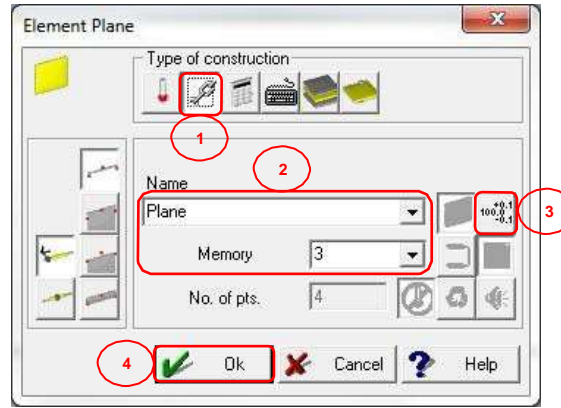 Element Plane
Type of construction
1
2
Name
Plane
100,0 +0.1 -0.1
3
Memory 3
No. of pts. 4
4
Ok Cancel Help